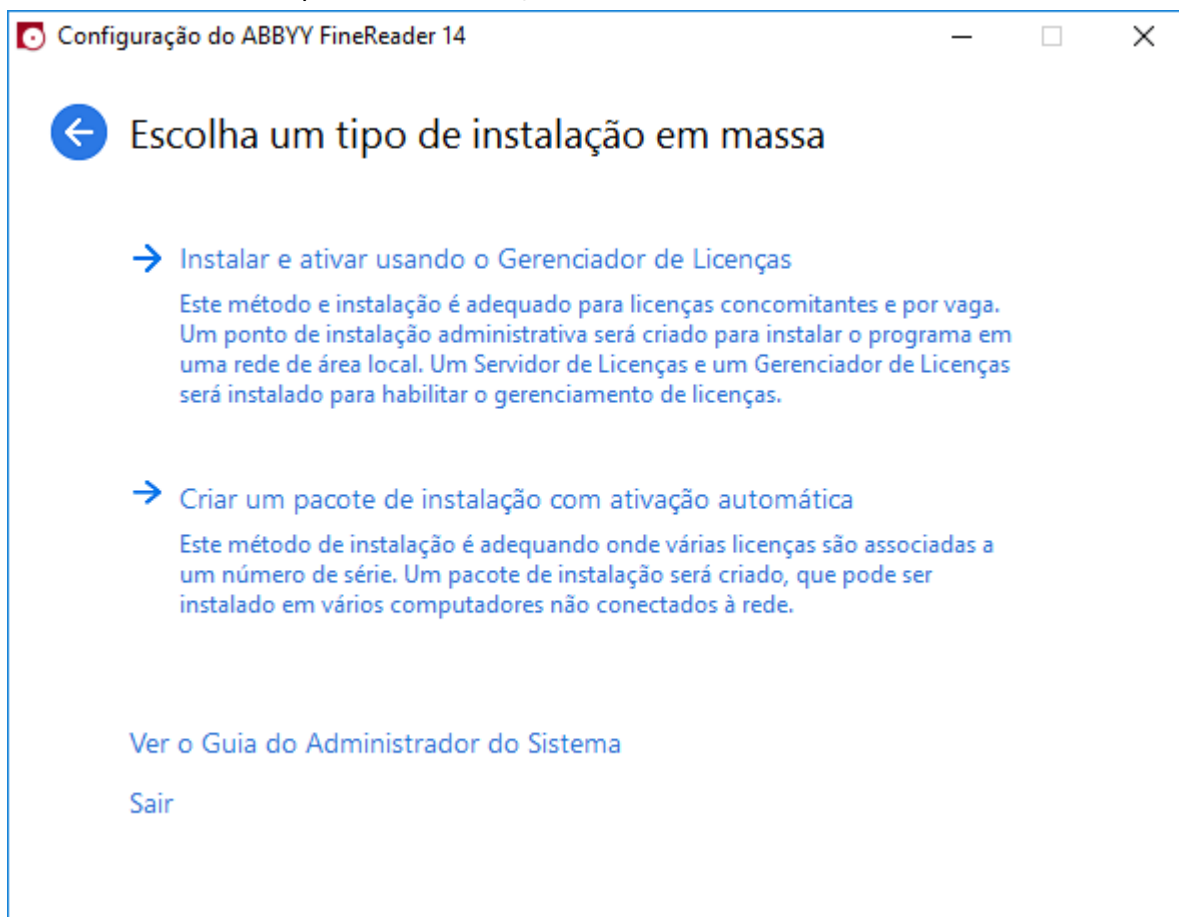 Configuração do ABBYY FineReader 14
Escolha um tipo de instalação em massa
Instalar e ativar usando o Gerenciador de Licenças
Este método e instalação é adequado para licenças concomitantes e por vaga.
Um ponto de instalação administrativa será criado para instalar o programa em
uma rede de área local. Um Servidor de Licenças e um Gerenciador de Licenças
será instalado para habilitar o gerenciamento de licenças.
Criar um pacote de instalação com ativação automática
Este método de instalação é adequando onde várias licenças são associadas a
um número de série. Um pacote de instalação será criado, que pode ser
instalado em vários computadores não conectados à rede.
Ver o Guia do Administrador do Sistema
Sair